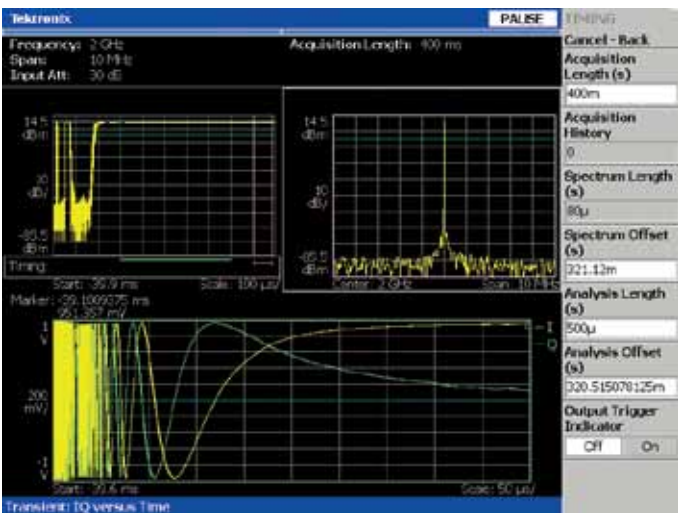 Tektronix
PAUSE
TIMING
Frequency: 2 GHz
Acquisition Length: 400 ms
Span: 10 MHz
Input Att: 30 dB
Cancel - Back
Acquisition
Length (s)
400m
Acquisition
History
0
Spectrum Length
(s)
80µ
Spectrum Offset
(s)
321.12m
Analysis Length
(s)
500µ
Analysis Offset
(s)
320.515078125m
Output Trigger
Indicator
Off On
14.5
dBm
10
dB/
-85.5
dBm
Timing
Start: -39.9 ms
Scale: 100 µs/
14.5
dBm
10
dB/
-85.5
dBm
Center: 2 GHz
Span: 10 MHz
Marker: -39.1009375 ms
951.357 mV
1
V
200
mV/
-1
V
I
Q
Start: -39.6 ms
Scale: 50 µs/
Transient: IQ versus Time